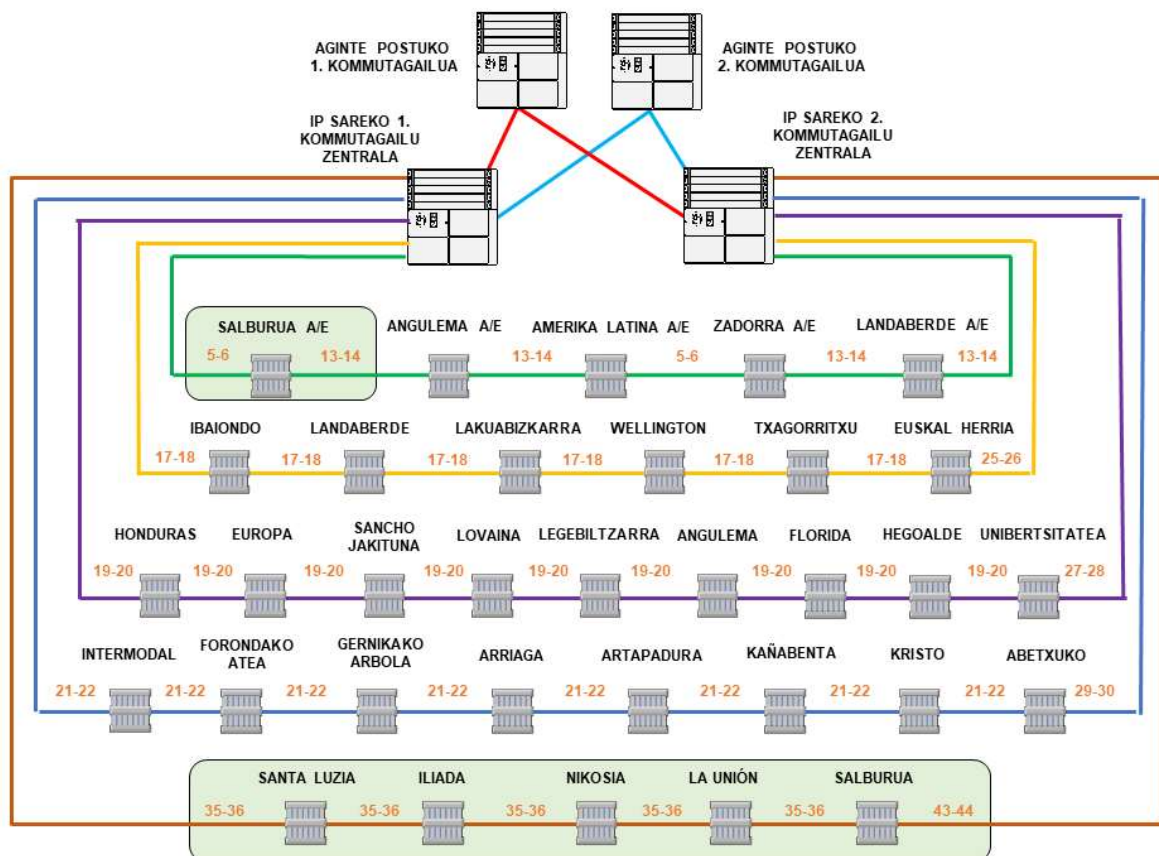 AGINTE POSTUKO
1. KOMMUTAGAILUA
AGINTE POSTUKO
2. KOMMUTAGAILUA
IP SAREKO 1.
KOMMUTAGAILU
ZENTRALA
IP SAREKO 2.
KOMMUTAGAILU
ZENTRALA
SALBURUA A/E
ANGULEMA A/E
AMERIKA LATINA A/E
ZADORRA A/E
LANDABERDE A/E
5-6
13-14
13-14
5-6
13-14
13-14
IBAIONDO
LANDABERDE
LAKUABIZKARRA
WELLINGTON
TXAGORRITXU
EUSKAL HERRIA
17-18
17-18
17-18
17-18
17-18
17-18
25-26
HONDURAS
EUROPA
SANCHO
JAKITUNA
LOVAINA
LEGEBILTZARRA
ANGULEMA
FLORIDA
HEGOALDE
UNIBERTSITATEA
19-20
19-20
19-20
19-20
19-20
19-20
19-20
19-20
19-20
27-28
INTERMODAL
FORONDAKO
ATEA
GERNIKAKO
ARBOLA
ARRIAGA
ARTAPADURA
KAÑABENTA
KRISTO
ABETXUKO
21-22
21-22
21-22
21-22
21-22
21-22
21-22
21-22
29-30
SANTA LUZIA
ILIADA
NIKOSIA
LA UNIÓN
SALBURUA
35-36
35-36
35-36
35-36
35-36
43-44